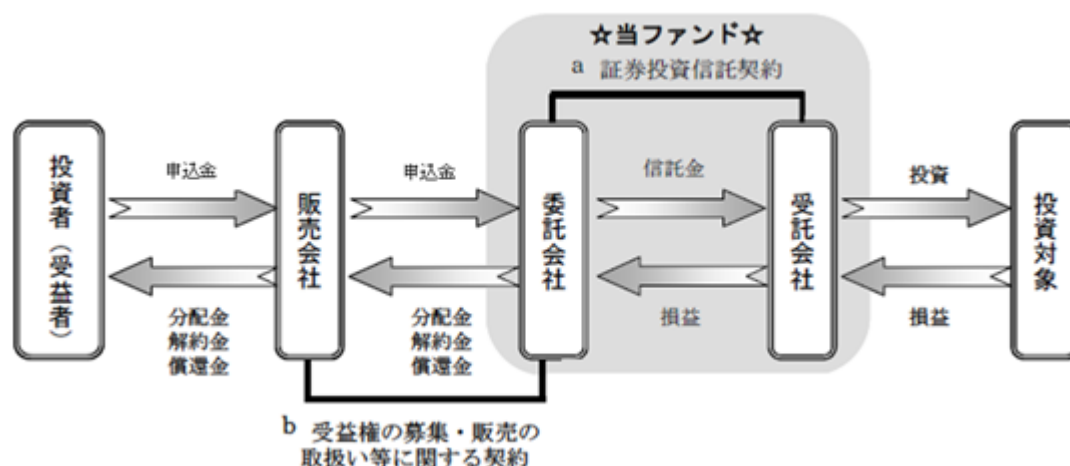 ☆当ファンド☆
a 証券投資信託契約
投資者（受益者）
申込金
分配金
解約金
償還金
販売会社
申込金
分配金
解約金
償還金
委託会社
信託金
損益
受託会社
投資
損益
投資対象
b 受益権の募集・販売の
取扱い等に関する契約